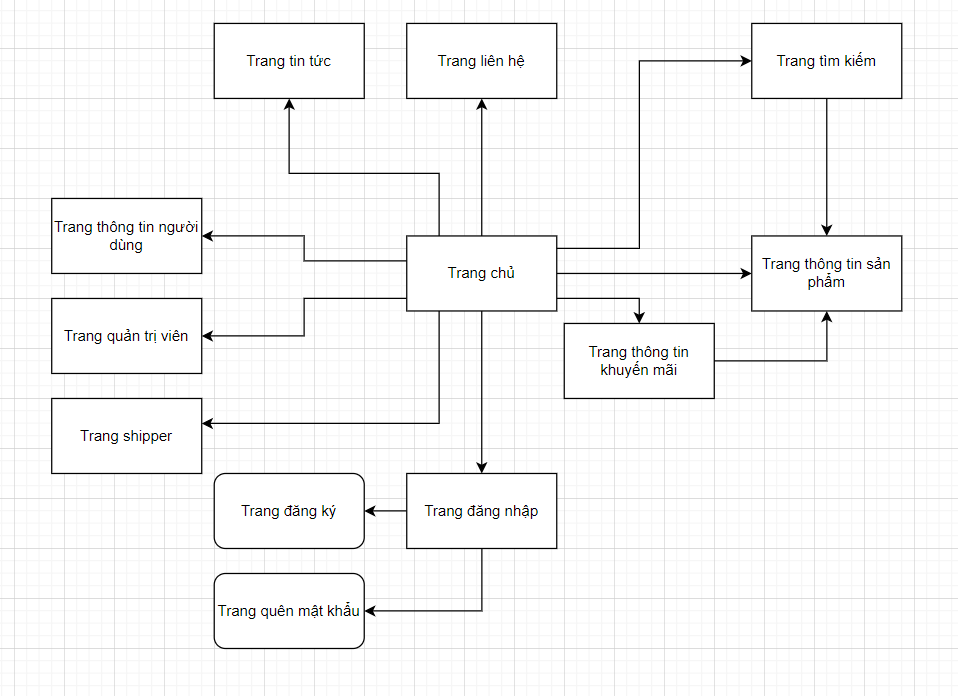 Trang tin tức
Trang liên hệ
Trang tìm kiếm
Trang thông tin người
dùng
Trang chủ
Trang thông tin sản
phẩm
Trang quản trị viên
Trang thông tin
khuyến mãi
Trang shipper
Trang đăng ký
Trang đăng nhập
Trang quên mật khẩu